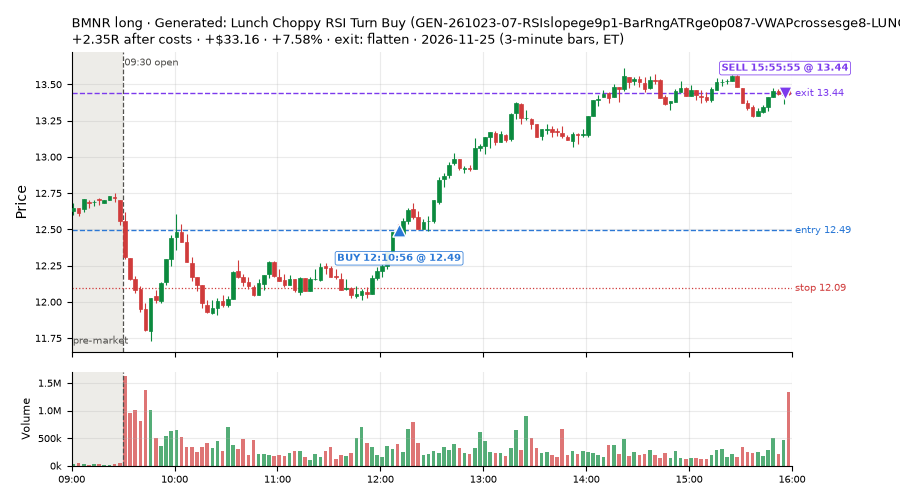 BMNR long · Generated: Lunch Choppy RSI Turn Buy (GEN-261023-07-RSIslopege9p1-BarRngATRge0p087-VWAPcrossesge8-LUNC
+2.35R after costs · +$33.16 · +7.58% · exit: flatten · 2026-11-25 (3-minute bars, ET)
09:30 open
SELL 15:55:55 @ 13.44
13.50
exit 13.44
13.25
13.00
12.75
12.50
entry 12.49
BUY 12:10:56 @ 12.49
12.25
stop 12.09
12.00
11.75
pre-market
Price
1.5M
1.0M
500k
0k
Volume
09:00
10:00
11:00
12:00
13:00
14:00
15:00
16:00